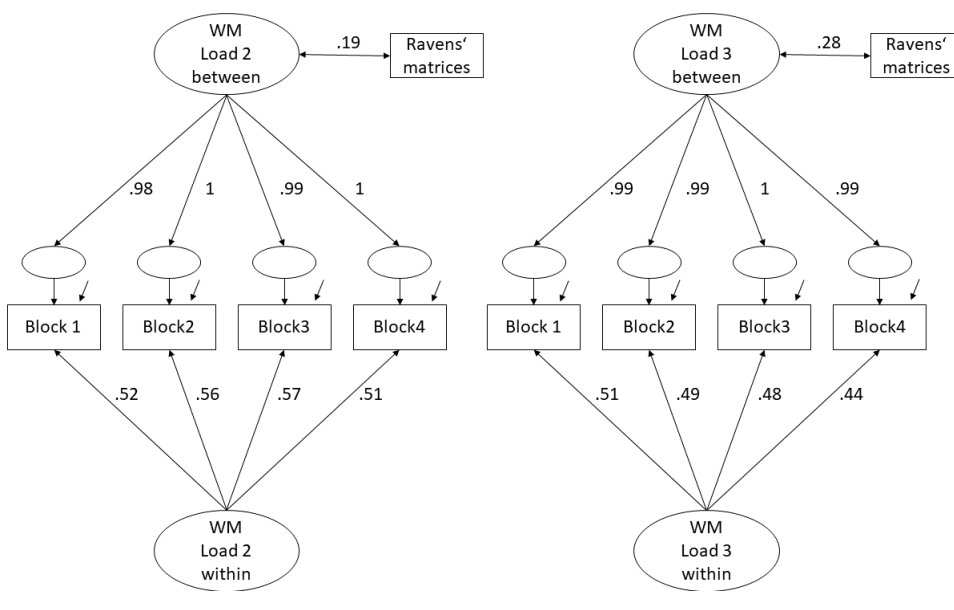 WM
Load 2
between
.19
Ravens‘
matrices
.98
1
.99
1
Block 1
Block2
Block3
Block4
.52
.56
.57
.51
WM
Load 2
within
WM
Load 3
between
.28
Ravens‘
matrices
.99
.99
1
.99
Block 1
Block2
Block3
Block4
.51
.49
.48
.44
WM
Load 3
within